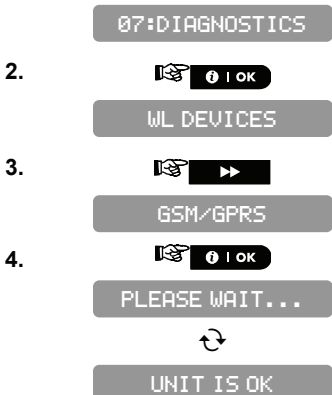 07:DIAGNOSTICS
2. i | OK
WL DEVICES
3.
GSM/GPRS
4. i | OK
PLEASE WAIT...
UNIT IS OK